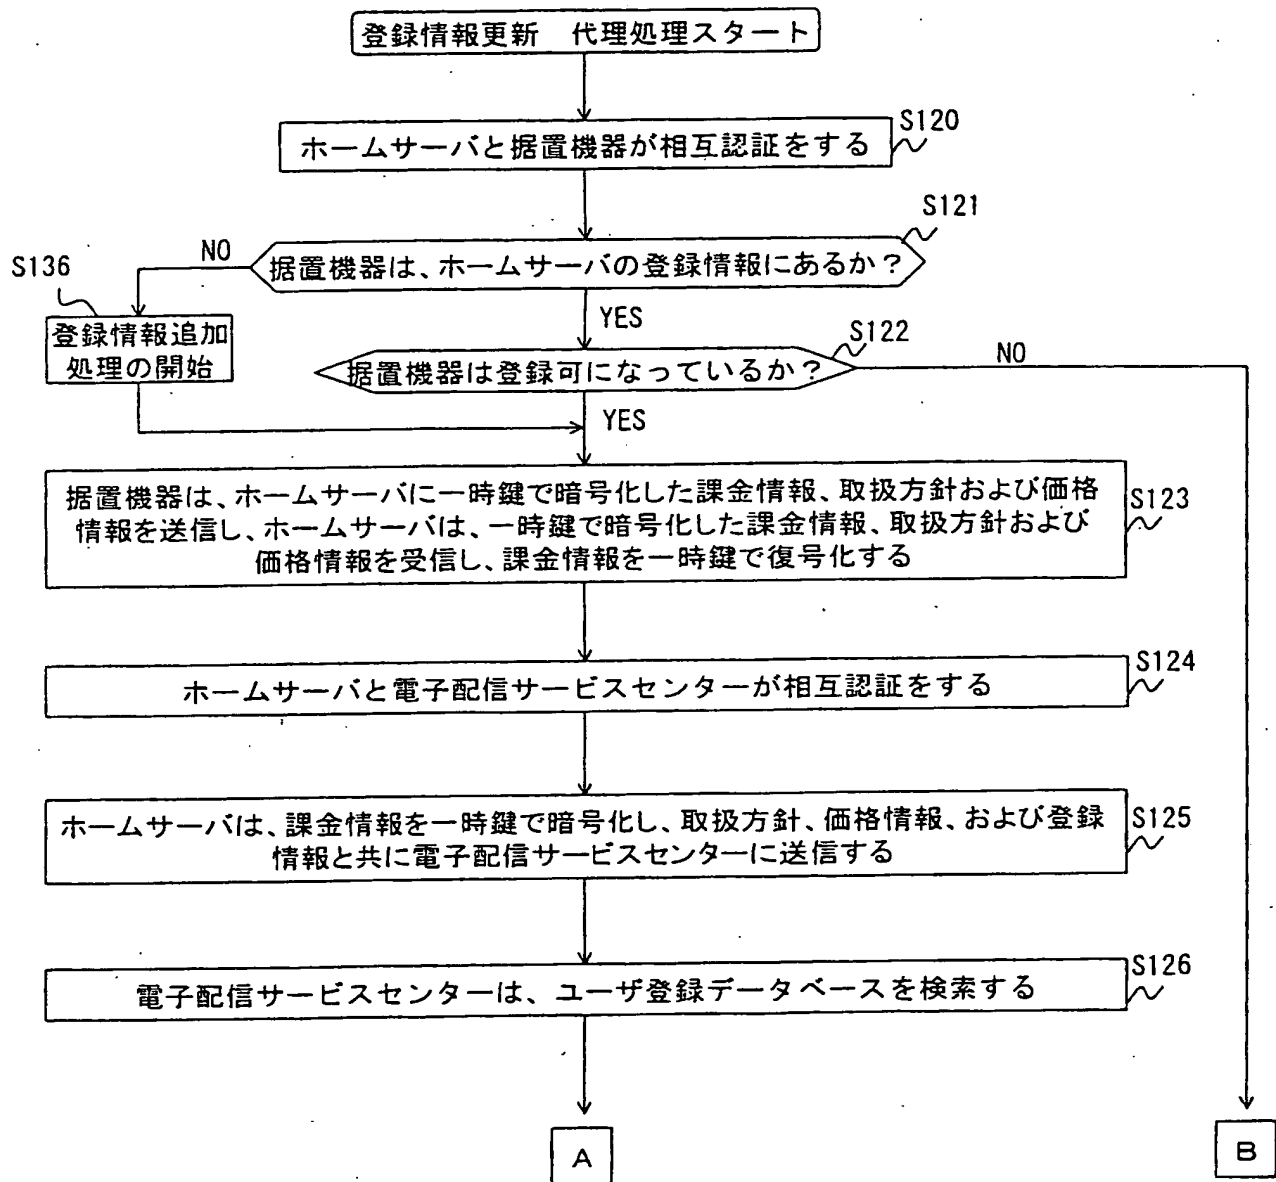 登録情報更新　代理処理スタート
S120
ホームサーバと据置機器が相互認証をする
S121
据置機器は、ホームサーバの登録情報にあるか？
NO
S136
登録情報追加
処理の開始
YES
S122
据置機器は登録可になっているか？
NO
YES
S123
据置機器は、ホームサーバに一時鍵で暗号化した課金情報、取扱方針および価格
情報を送信し、ホームサーバは、一時鍵で暗号化した課金情報、取扱方針および
価格情報を受信し、課金情報を一時鍵で復号化する
S124
ホームサーバと電子配信サービスセンターが相互認証をする
S125
ホームサーバは、課金情報を一時鍵で暗号化し、取扱方針、価格情報、および登録
情報と共に電子配信サービスセンターに送信する
S126
電子配信サービスセンターは、ユーザ登録データベースを検索する
A
B